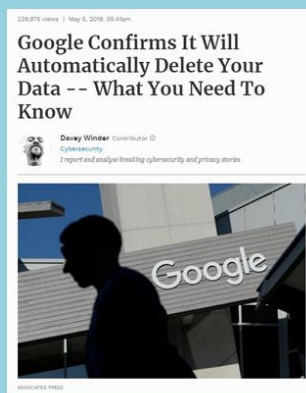 239,875 views | May 5, 2019, 05:41am
Google Confirms It Will
Automatically Delete Your
Data -- What You Need To
Know
Davey Winder Contributor
Cybersecurity
I report and analyse breaking cybersecurity and privacy stories
Google
ASSOCIATED PRESS